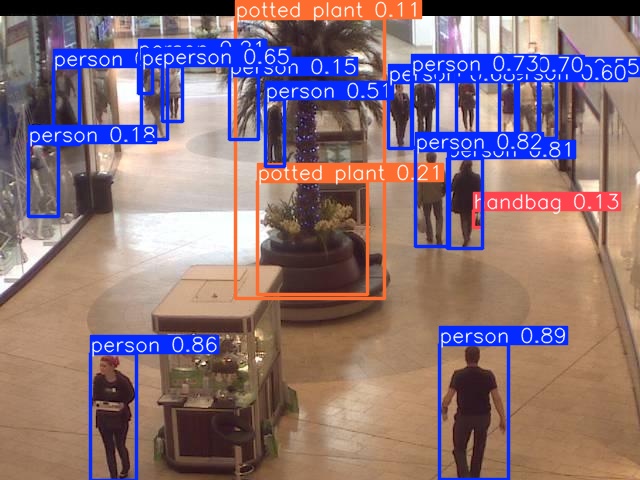 potted plant 0.11
person 0.65
person 0.15
person 0.51
person 0.73
0.70
0.60
person 0.18
person 0.82
person 0.81
potted plant 0.21
handbag 0.13
person 0.86
person 0.89